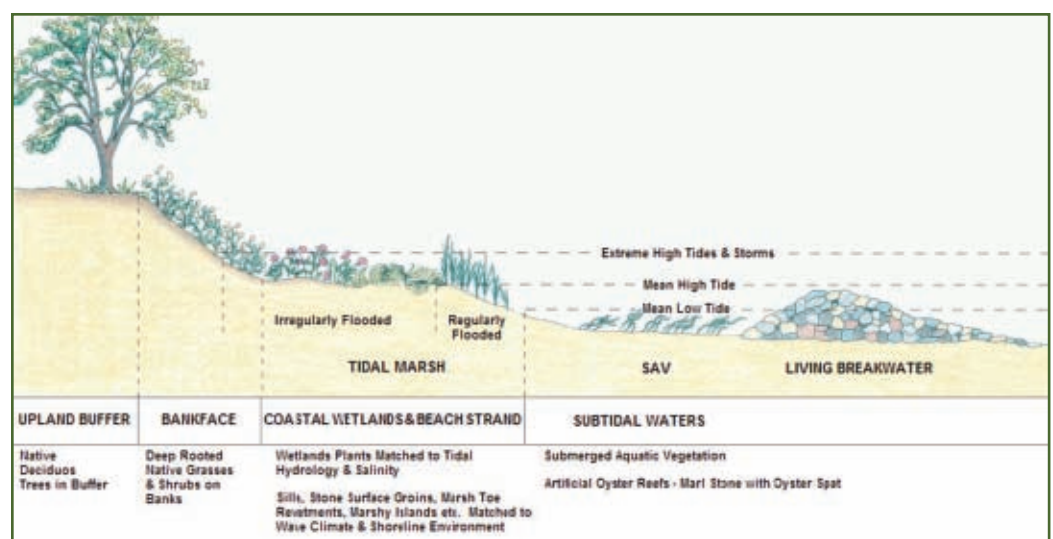 Extreme High Tides & Storms
Mean High Tide
Mean Low Tide
Irregularly Flooded
Regularly
Flooded
TIDAL MARSH
SAV
LIVING BREAKWATER
UPLAND BUFFER
BANKFACE
COASTAL WETLANDS & BEACH STRAND
SUBTIDAL WATERS
Native
Deciduos
Trees in Buffer
Deep Rooted
Native Grasses
& Shrubs on
Banks
Wetlands Plants Matched to Tidal
Hydrology & Salinity
Sills, Stone Surface Groins, Marsh Toe
Revetments, Marshy Islands etc. Matched to
Wave Climate & Shoreline Environment
Submerged Aquatic Vegetation
Artificial Oyster Reefs - Marl Stone with Oyster Spat